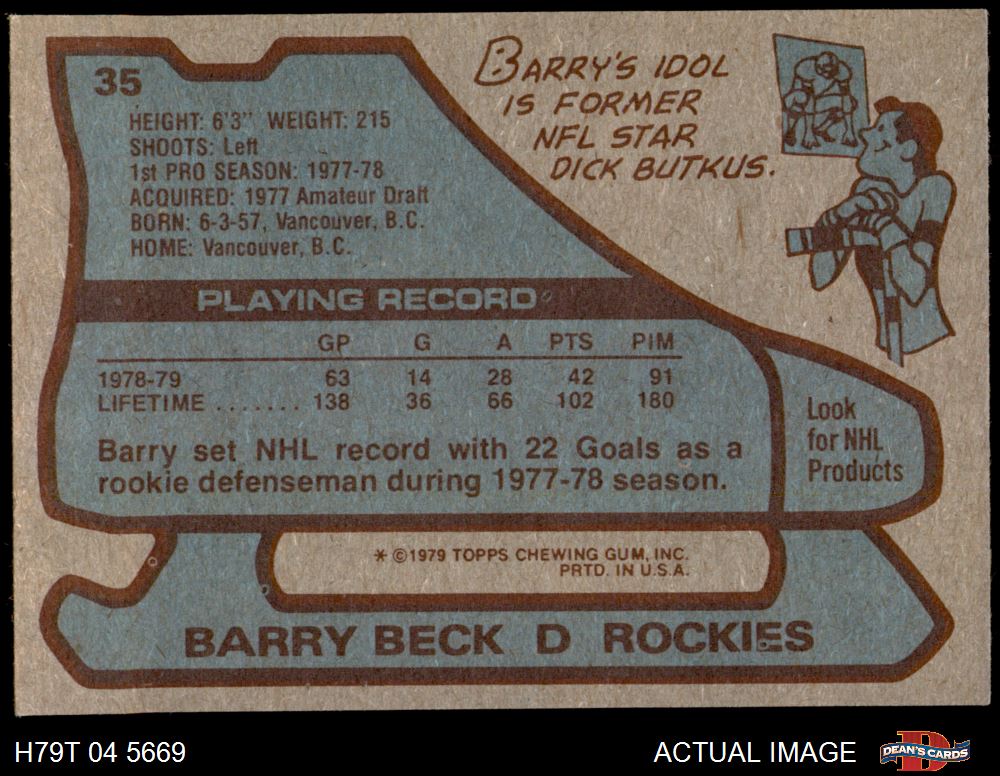 35
HEIGHT: 6'3" WEIGHT: 215
SHOOTS: Left
1st PRO SEASON: 1977-78
ACQUIRED: 1977 Amateur Draft
BORN: 6-3-57, Vancouver, B.C.
HOME: Vancouver, B.C.
BARRY'S IDOL
IS FORMER
NFL STAR
DICK BUTKUS.
PLAYING RECORD
GP G A PTS PIM
1978-79 63 14 28 42 91
LIFETIME ....... 138 36 66 102 180
Barry set NHL record with 22 Goals as a
rookie defenseman during 1977-78 season.
Look
for NHL
Products
* ©1979 TOPPS CHEWING GUM, INC.
PRTD. IN U.S.A.
BARRY BECK D ROCKIES
H79T 04 5669
ACTUAL IMAGE
D
DEAN'S CARDS